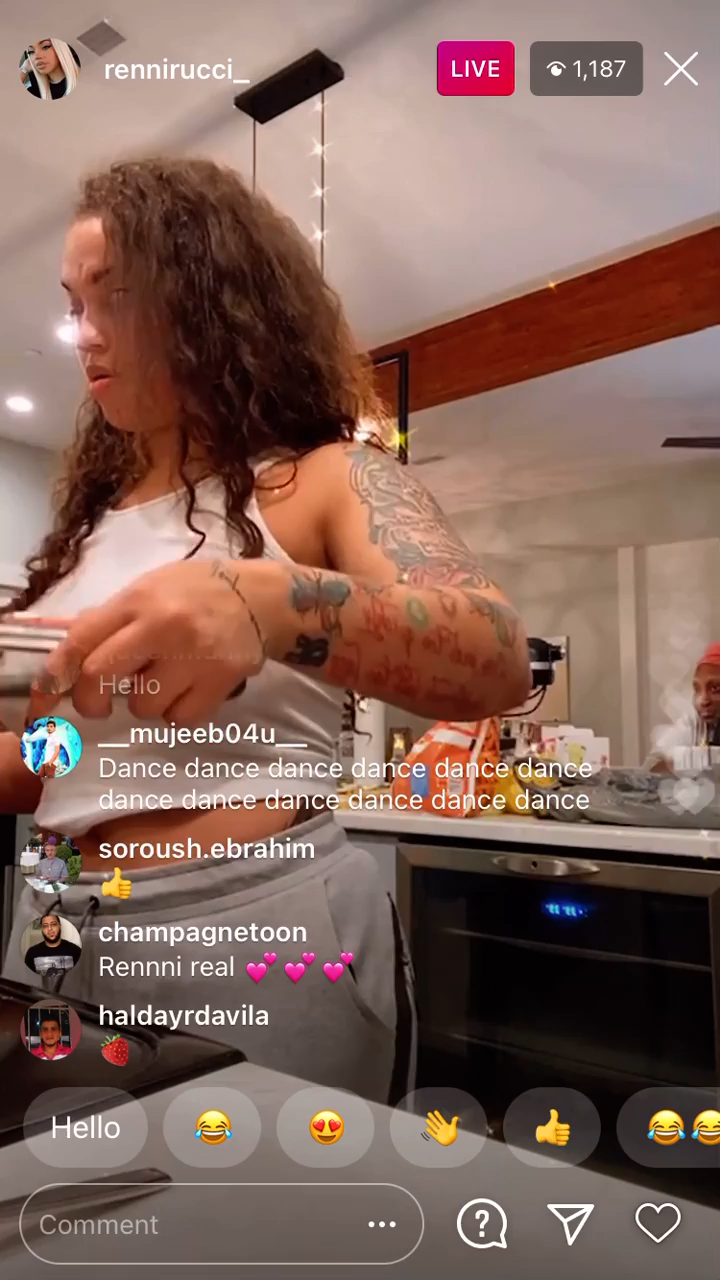 rennirucci_
LIVE
1,187
Hello
__mujeeb04u__
Dance dance dance dance dance dance
dance dance dance dance dance dance
soroush.ebrahim
👍
champagnetoon
Rennni real 💕 💕 💕
haldayrdavila
🍓
Hello 😂 😍 👋 👍 😂😂
Comment